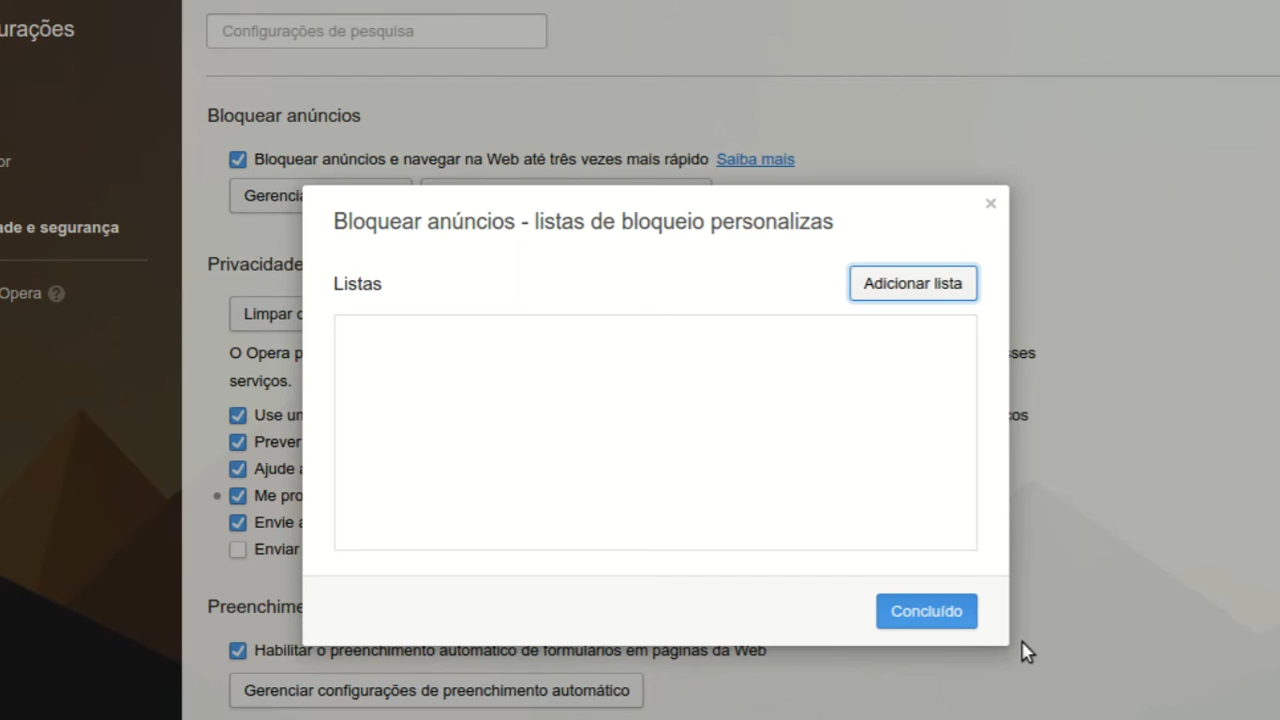 urações
or
ade e segurança
Opera ?
Configurações de pesquisa
Bloquear anúncios
Bloquear anúncios e navegar na Web até três vezes mais rápido Saiba mais
Gerencia
Bloquear anúncios - listas de bloqueio personalizas
×
Listas
Adicionar lista
Concluído
Privacidade
Limpar
O Opera p
sses
serviços.
Use un
cos
Prever
Ajude a
Me pro
Envie a
Enviar
Preenchime
Habilitar o preenchimento automático de formulários em páginas da Web
Gerenciar configurações de preenchimento automático